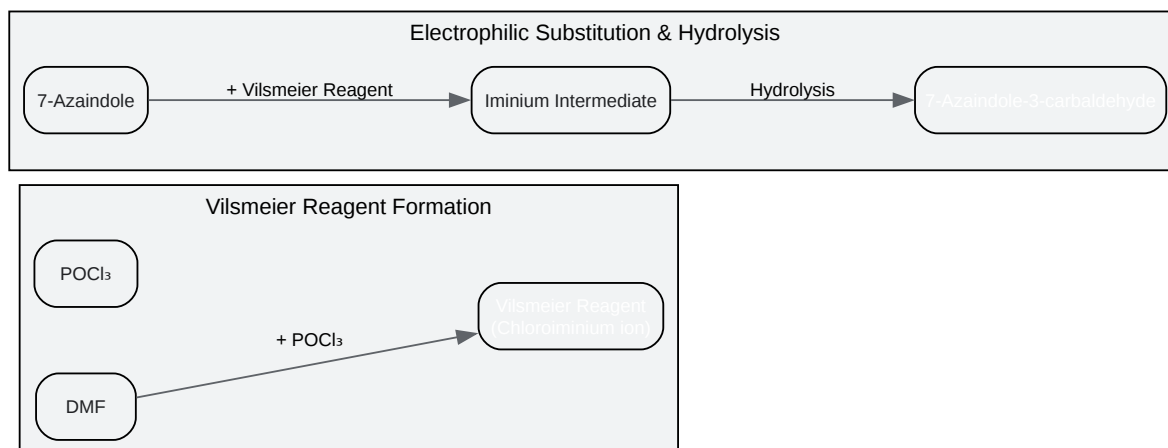 Electrophilic Substitution & Hydrolysis
7-Azaindole
+ Vilsmeier Reagent
Iminium Intermediate
Hydrolysis
7-Azaindole-3-carbaldehyde
Vilsmeier Reagent Formation
POCl₃
Vilsmeier Reagent
(Chloroiminium ion)
+ POCl₃
DMF